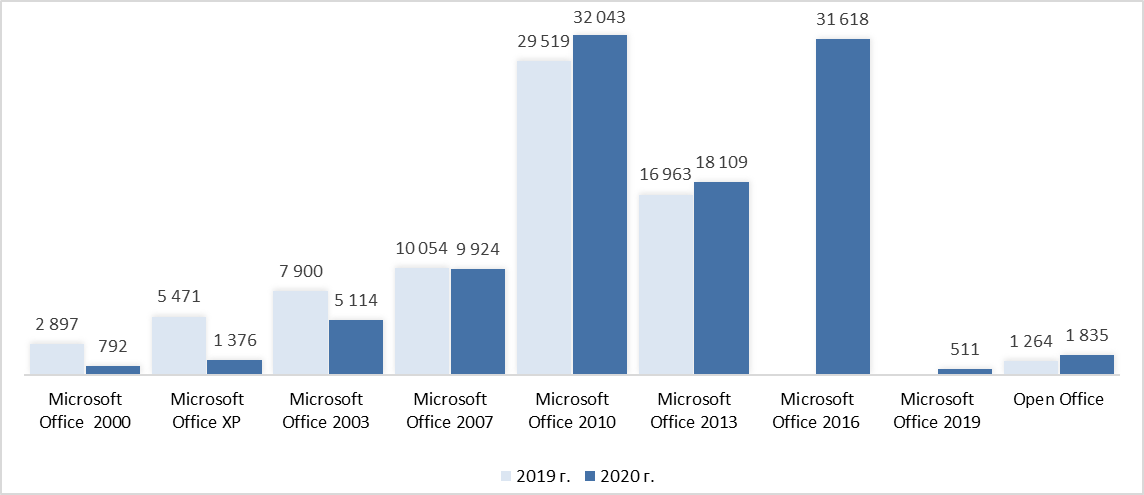 32 043
31 618
29 519
16 963
18 109
10 054
9 924
7 900
5 114
5 471
1 376
2 897
792
511
1 264
1 835
Microsoft
Office  2000
Microsoft
Office XP
Microsoft
Office 2003
Microsoft
Office 2007
Microsoft
Office 2010
Microsoft
Office 2013
Microsoft
Office 2016
Microsoft
Office 2019
Open Office
2019 г.
2020 г.